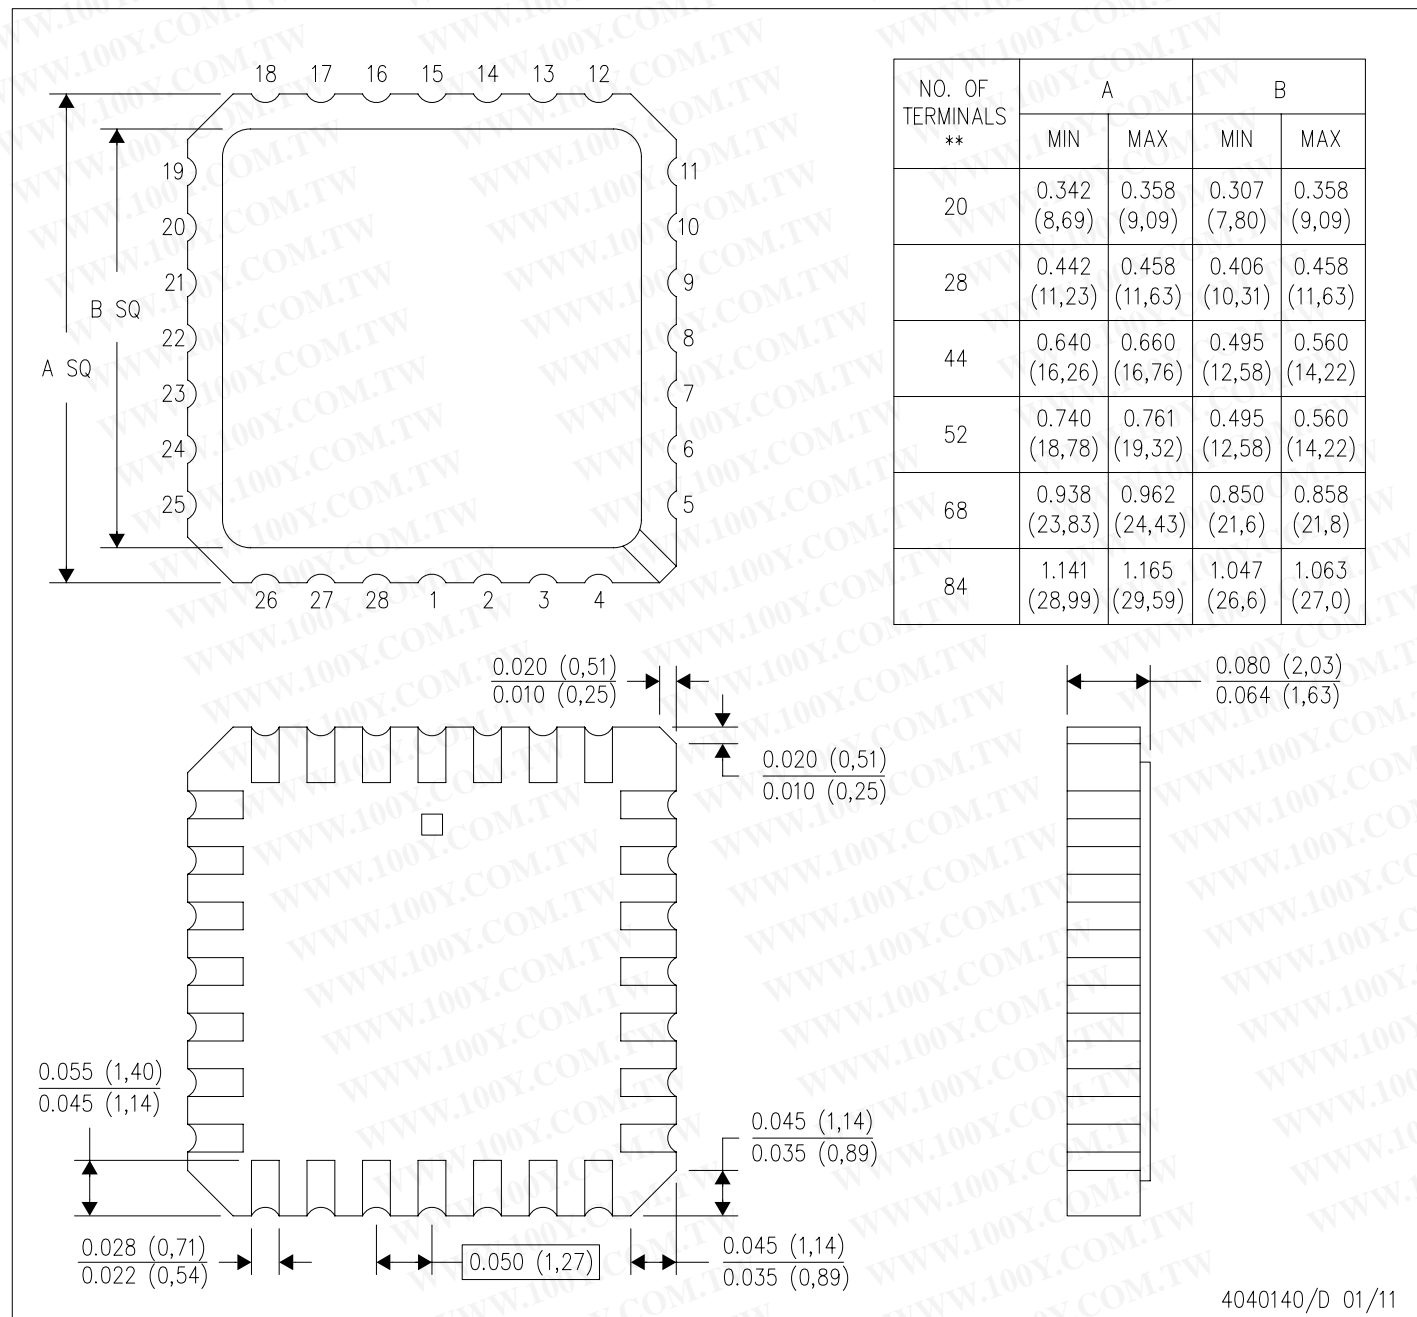 18 17 16 15 14 13 12
19
20
21
22
23
24
25
11
10
9
8
7
6
5
26 27 28 1 2 3 4
A SQ
B SQ
NO. OF TERMINALS ** A B
MIN MAX MIN MAX
20 0.342 (8,69) 0.358 (9,09) 0.307 (7,80) 0.358 (9,09)
28 0.442 (11,23) 0.458 (11,63) 0.406 (10,31) 0.458 (11,63)
44 0.640 (16,26) 0.660 (16,76) 0.495 (12,58) 0.560 (14,22)
52 0.740 (18,78) 0.761 (19,32) 0.495 (12,58) 0.560 (14,22)
68 0.938 (23,83) 0.962 (24,43) 0.850 (21,6) 0.858 (21,8)
84 1.141 (28,99) 1.165 (29,59) 1.047 (26,6) 1.063 (27,0)
0.020 (0,51)
0.010 (0,25)
0.020 (0,51)
0.010 (0,25)
0.080 (2,03)
0.064 (1,63)
0.055 (1,40)
0.045 (1,14)
0.045 (1,14)
0.035 (0,89)
0.028 (0,71)
0.022 (0,54)
0.050 (1,27)
0.045 (1,14)
0.035 (0,89)
4040140/D 01/11
WWW.100Y.COM.TW